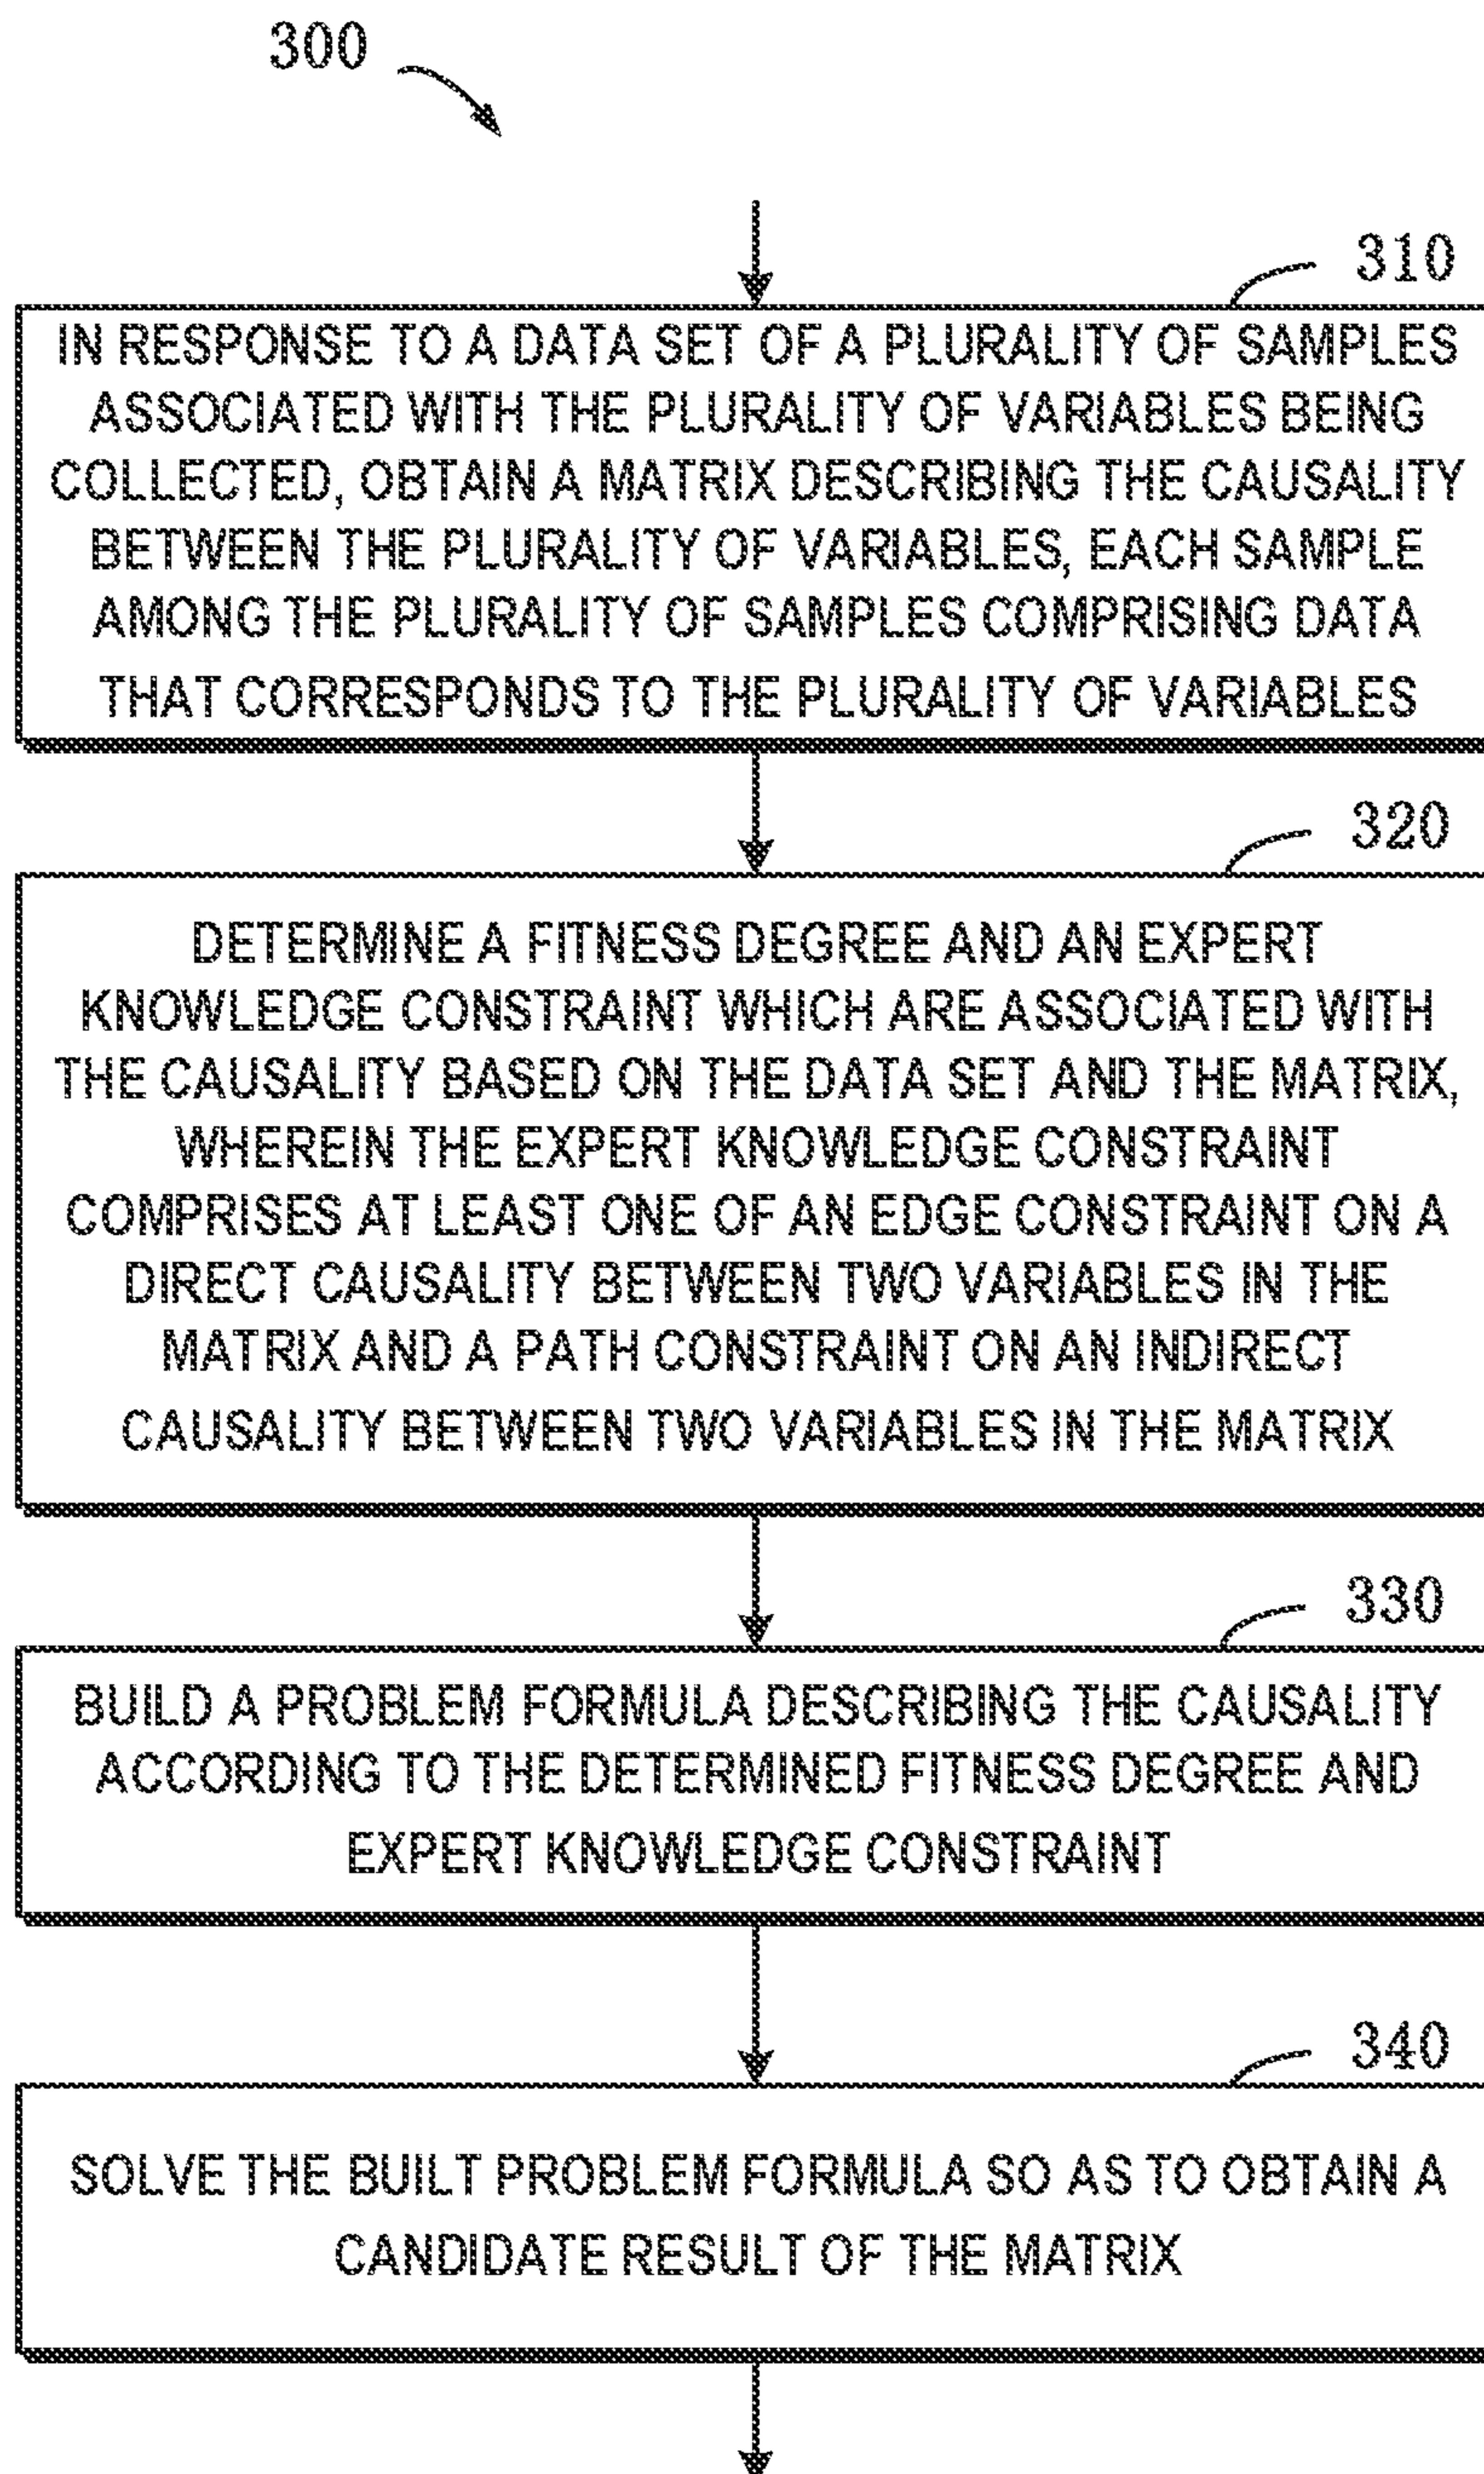 300
310
IN RESPONSE TO A DATA SET OF A PLURALITY OF SAMPLES
ASSOCIATED WITH THE PLURALITY OF VARIABLES BEING
COLLECTED, OBTAIN A MATRIX DESCRIBING THE CAUSALITY
BETWEEN THE PLURALITY OF VARIABLES, EACH SAMPLE
AMONG THE PLURALITY OF SAMPLES COMPRISING DATA
THAT CORRESPONDS TO THE PLURALITY OF VARIABLES
320
DETERMINE A FITNESS DEGREE AND AN EXPERT
KNOWLEDGE CONSTRAINT WHICH ARE ASSOCIATED WITH
THE CAUSALITY BASED ON THE DATA SET AND THE MATRIX,
WHEREIN THE EXPERT KNOWLEDGE CONSTRAINT
COMPRISES AT LEAST ONE OF AN EDGE CONSTRAINT ON A
DIRECT CAUSALITY BETWEEN TWO VARIABLES IN THE
MATRIX AND A PATH CONSTRAINT ON AN INDIRECT
CAUSALITY BETWEEN TWO VARIABLES IN THE MATRIX
330
BUILD A PROBLEM FORMULA DESCRIBING THE CAUSALITY
ACCORDING TO THE DETERMINED FITNESS DEGREE AND
EXPERT KNOWLEDGE CONSTRAINT
340
SOLVE THE BUILT PROBLEM FORMULA SO AS TO OBTAIN A
CANDIDATE RESULT OF THE MATRIX